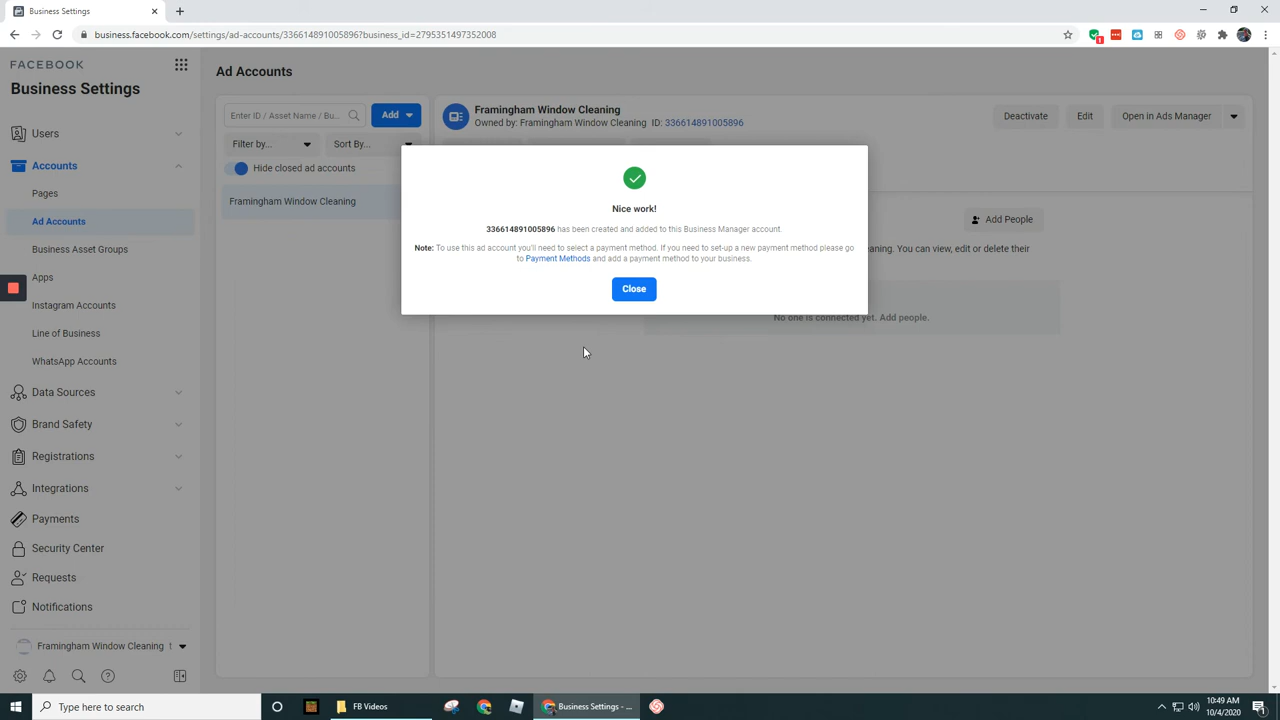 Business Settings
business.facebook.com/settings/ad-accounts/336614891005896?business_id=2795351497352008
1
FACEBOOK
Business Settings
Users
Accounts
Pages
Ad Accounts
Business Asset Groups
Apps
Instagram Accounts
Line of Business
WhatsApp Accounts
Data Sources
Brand Safety
Registrations
Integrations
Payments
Security Center
Requests
Notifications
Framingham Window Cleaning
Ad Accounts
Enter ID / Asset Name / Bu...
Add
Filter by...
Sort By...
Hide closed ad accounts
Framingham Window Cleaning
Framingham Window Cleaning
Owned by: Framingham Window Cleaning ID: 336614891005896
Deactivate
Edit
Open in Ads Manager
Add People
eaning. You can view, edit or delete their
No one is connected yet. Add people.
Nice work!
336614891005896 has been created and added to this Business Manager account.
Note: To use this ad account you'll need to select a payment method. If you need to set-up a new payment method please go
to Payment Methods and add a payment method to your business.
Close
Type here to search
FB Videos
Business Settings - ...
10:49 AM
10/4/2020
1